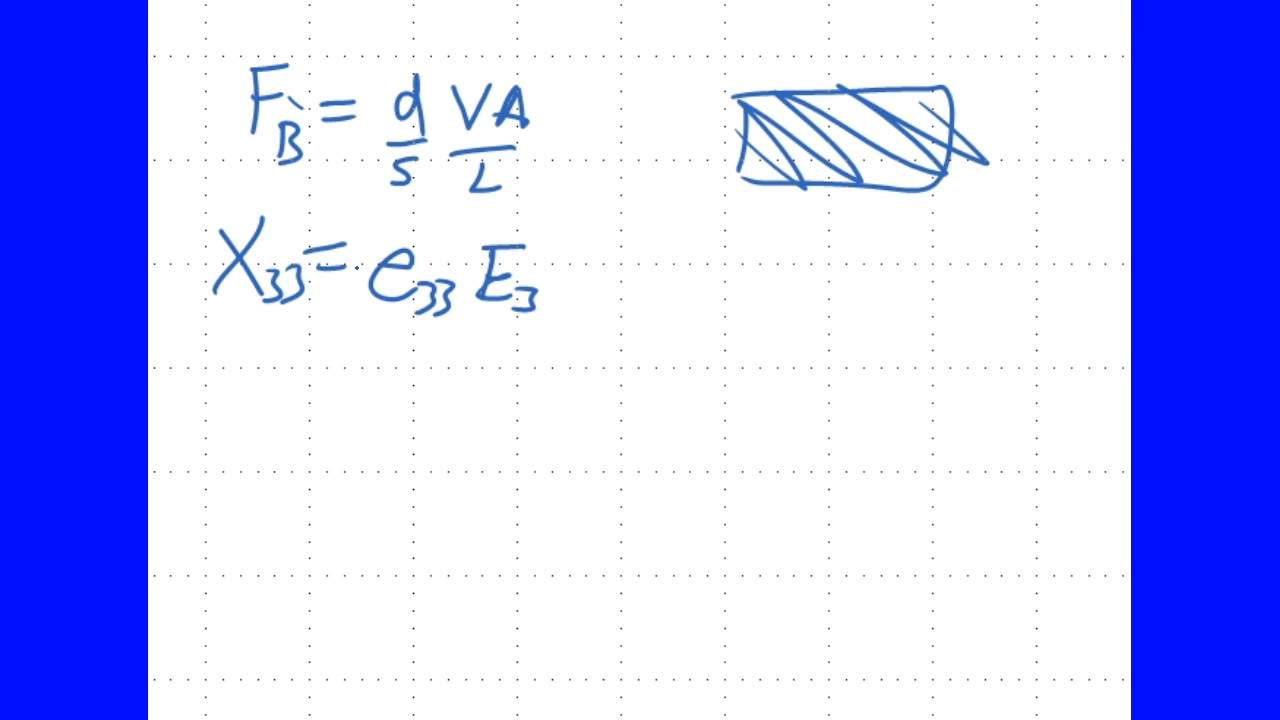 F_B = d/s VA/L
X_33 = e_33 E_3